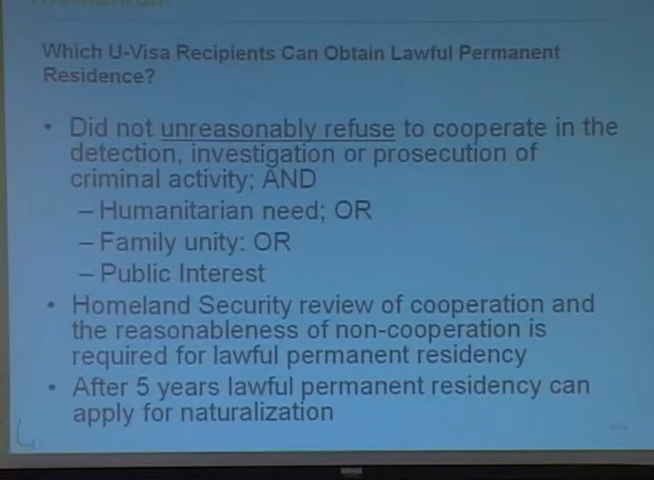 Which U-Visa Recipients Can Obtain Lawful Permanent
Residence?
• Did not unreasonably refuse to cooperate in the
detection, investigation or prosecution of
criminal activity; AND
– Humanitarian need; OR
– Family unity: OR
– Public Interest
• Homeland Security review of cooperation and
the reasonableness of non-cooperation is
required for lawful permanent residency
• After 5 years lawful permanent residency can
apply for naturalization